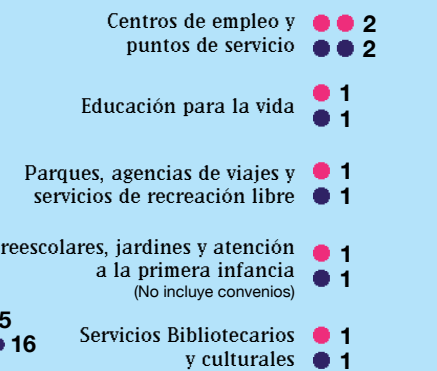 Centros de empleo y 2
puntos de servicio 2
Educación para la vida 1
1
Parques, agencias de viajes y 1
servicios de recreación libre 1
reescolares, jardines y atención 1
a la primera infancia 1
(No incluye convenios)
5
16
Servicios Bibliotecarios 1
y culturales 1